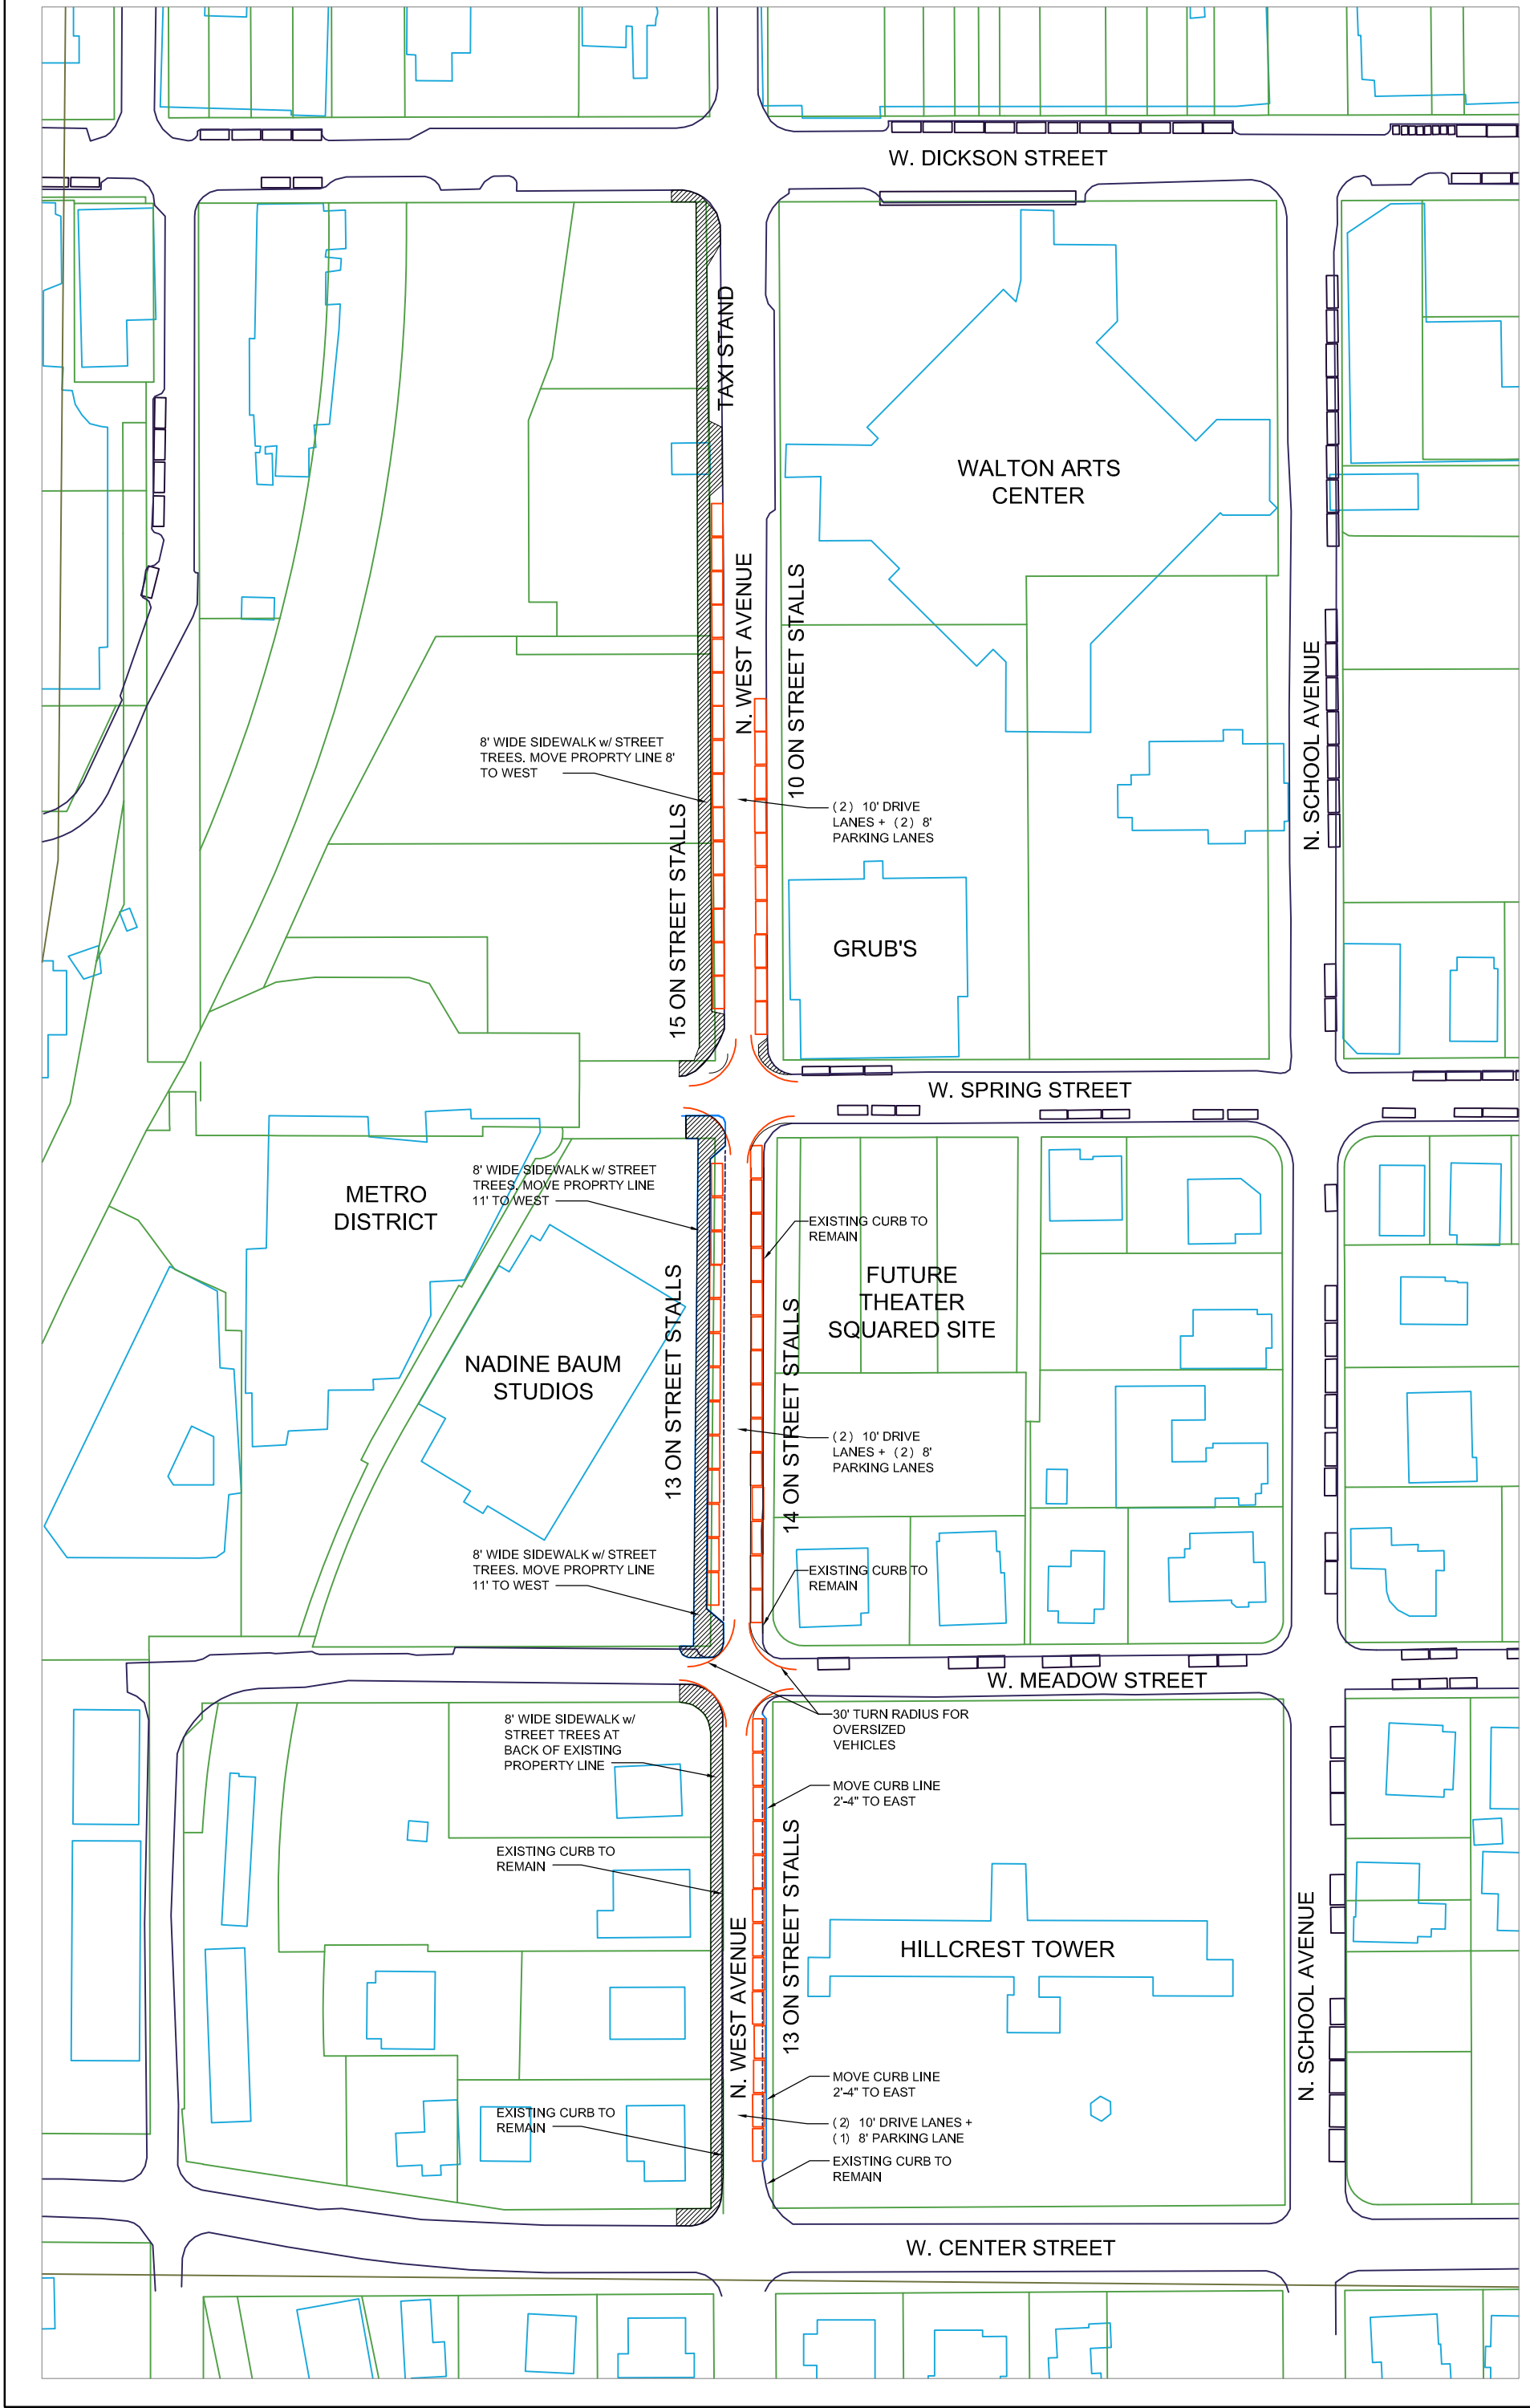 W. DICKSON STREET
TAXI STAND
WALTON ARTS
CENTER
N. WEST AVENUE
10 ON STREET STALLS
N. SCHOOL AVENUE
8' WIDE SIDEWALK w/ STREET
TREES. MOVE PROPRTY LINE 8'
TO WEST
15 ON STREET STALLS
(2) 10' DRIVE
LANES + (2) 8'
PARKING LANES
GRUB'S
W. SPRING STREET
8' WIDE SIDEWALK w/ STREET
TREES. MOVE PROPRTY LINE
11' TO WEST
METRO
DISTRICT
EXISTING CURB TO
REMAIN
FUTURE
THEATER
SQUARED SITE
13 ON STREET STALLS
14 ON STREET STALLS
NADINE BAUM
STUDIOS
(2) 10' DRIVE
LANES + (2) 8'
PARKING LANES
8' WIDE SIDEWALK w/ STREET
TREES. MOVE PROPRTY LINE
11' TO WEST
EXISTING CURB TO
REMAIN
W. MEADOW STREET
8' WIDE SIDEWALK w/
STREET TREES AT
BACK OF EXISTING
PROPERTY LINE
30' TURN RADIUS FOR
OVERSIZED
VEHICLES
MOVE CURB LINE
2'-4" TO EAST
EXISTING CURB TO
REMAIN
13 ON STREET STALLS
HILLCREST TOWER
N. WEST AVENUE
N. SCHOOL AVENUE
MOVE CURB LINE
2'-4" TO EAST
EXISTING CURB TO
REMAIN
(2) 10' DRIVE LANES +
(1) 8' PARKING LANE
EXISTING CURB TO
REMAIN
W. CENTER STREET